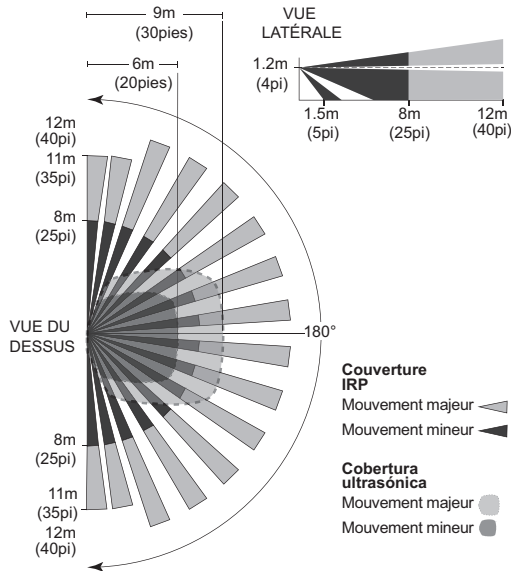 9m
(30pies)
6m
(20pies)
VUE
LATÉRALE
1.2m
(4pi)
1.5m
(5pi)
8m
(25pi)
12m
(40pi)
12m
(40pi)
11m
(35pi)
8m
(25pi)
VUE DU
DESSUS
180°
8m
(25pi)
11m
(35pi)
12m
(40pi)
Couverture
IRP
Mouvement majeur
Mouvement mineur
Cobertura
ultrasónica
Mouvement majeur
Mouvement mineur